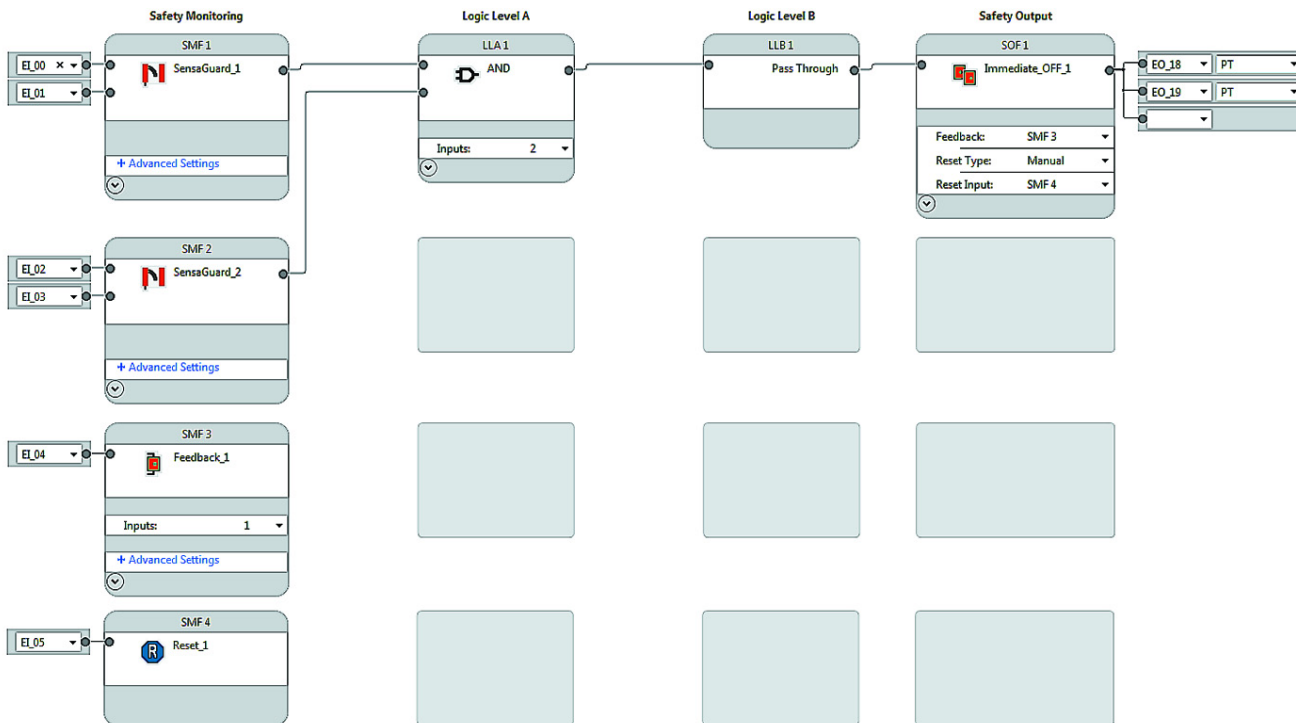 Safety Monitoring
Logic Level A
Logic Level B
Safety Output
SMF 1
EI_00
EI_01
SensaGuard_1
+ Advanced Settings
LLA 1
AND
Inputs: 2
LLB 1
Pass Through
SOF 1
Immediate_OFF_1
Feedback: SMF 3
Reset Type: Manual
Reset Input: SMF 4
EO_18 PT
EO_19 PT
SMF 2
EI_02
EI_03
SensaGuard_2
+ Advanced Settings
SMF 3
EI_04
Feedback_1
Inputs: 1
+ Advanced Settings
SMF 4
EI_05
R
Reset_1